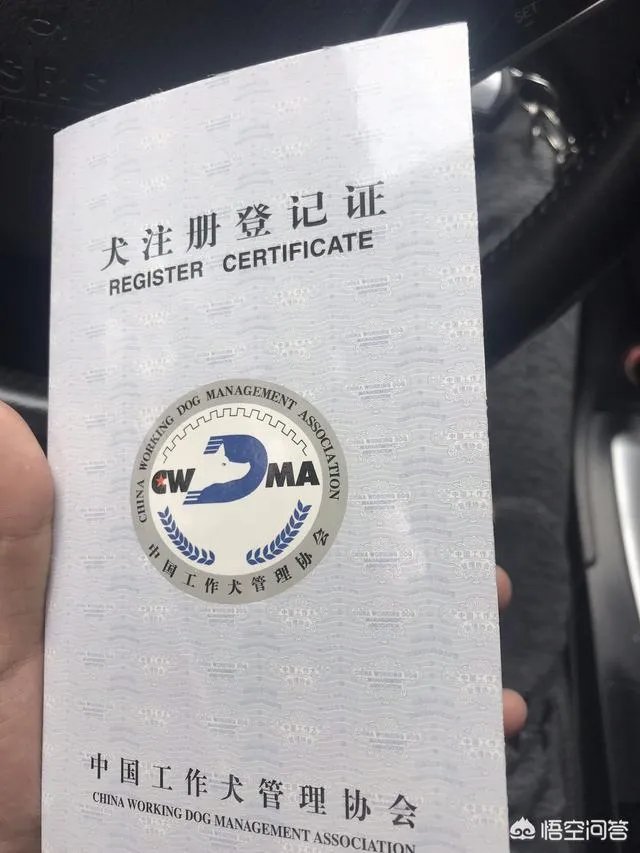 SET
犬注册登记证
REGISTER CERTIFICATE
CHINA WORKING DOG MANAGEMENT ASSOCIATION
CWDMA
中国工作犬管理协会
中国工作犬管理协会
CHINA WORKING DOG MANAGEMENT ASSOCIATION
悟空问答